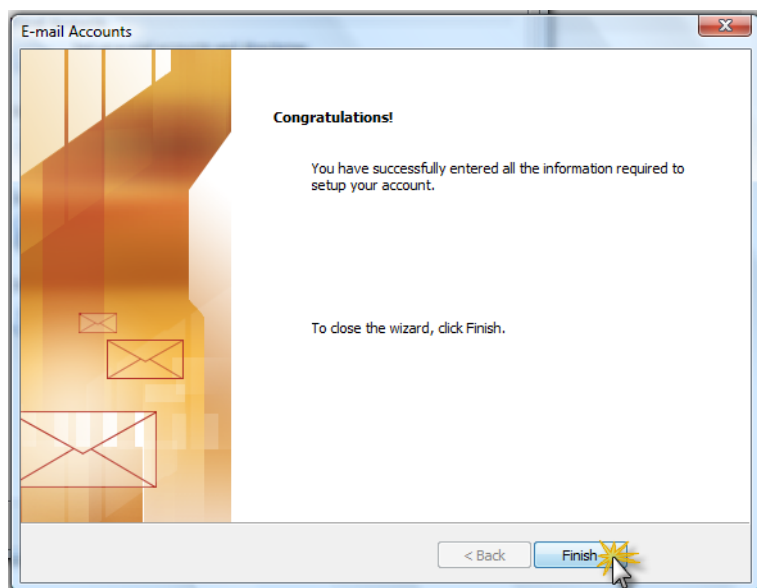 E-mail Accounts
Congratulations!
You have successfully entered all the information required to
setup your account.
To close the wizard, click Finish.
< Back
Finish